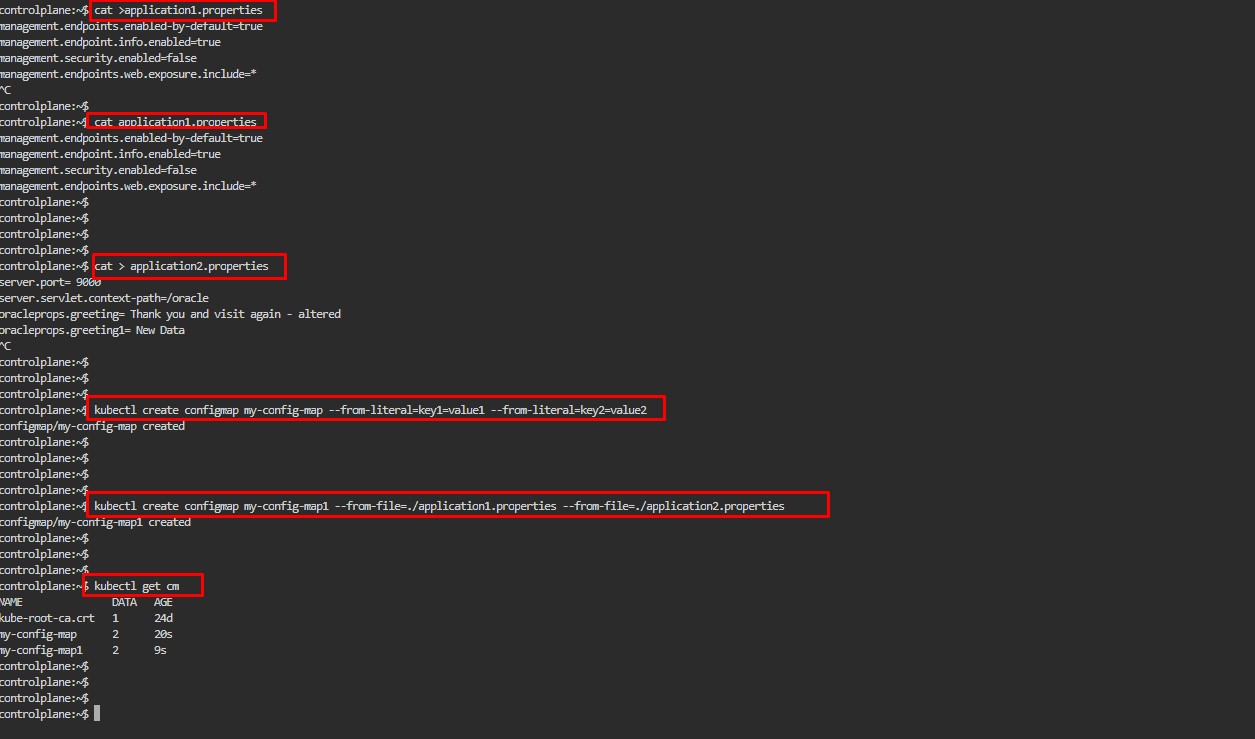 controlplane:~$ cat >application1.properties
management.endpoints.enabled-by-default=true
management.endpoint.info.enabled=true
management.security.enabled=false
management.endpoints.web.exposure.include=*
^C
controlplane:~$
controlplane:~$ cat application1.properties
management.endpoints.enabled-by-default=true
management.endpoint.info.enabled=true
management.security.enabled=false
management.endpoints.web.exposure.include=*
controlplane:~$
controlplane:~$
controlplane:~$
controlplane:~$
controlplane:~$ cat > application2.properties
server.port= 9000
server.servlet.context-path=/oracle
oracleprops.greeting= Thank you and visit again - altered
oracleprops.greeting1= New Data
^C
controlplane:~$
controlplane:~$
controlplane:~$
controlplane:~$ kubectl create configmap my-config-map --from-literal=key1=value1 --from-literal=key2=value2
configmap/my-config-map created
controlplane:~$
controlplane:~$
controlplane:~$
controlplane:~$
controlplane:~$ kubectl create configmap my-config-map1 --from-file=./application1.properties --from-file=./application2.properties
configmap/my-config-map1 created
controlplane:~$
controlplane:~$
controlplane:~$
controlplane:~$ kubectl get cm
NAME DATA AGE
kube-root-ca.crt 1 24d
my-config-map 2 20s
my-config-map1 2 9s
controlplane:~$
controlplane:~$
controlplane:~$
controlplane:~$